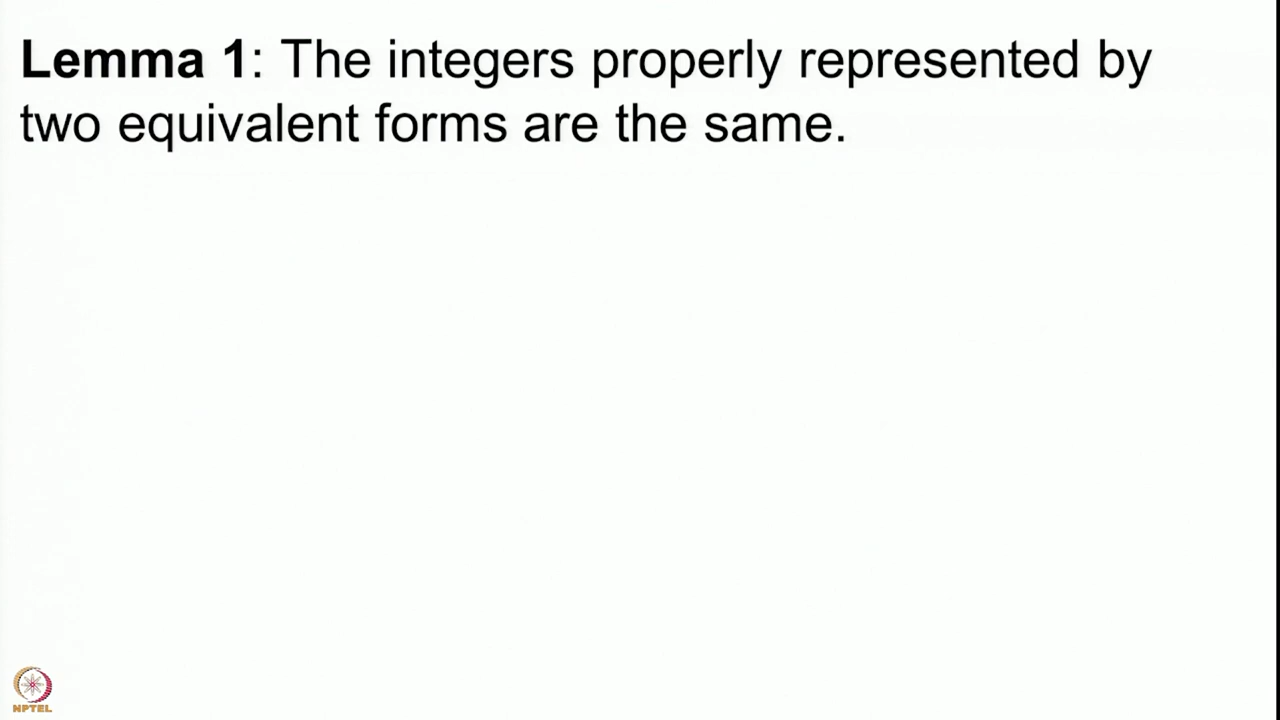 Lemma 1: The integers properly represented by
two equivalent forms are the same.
NPTEL